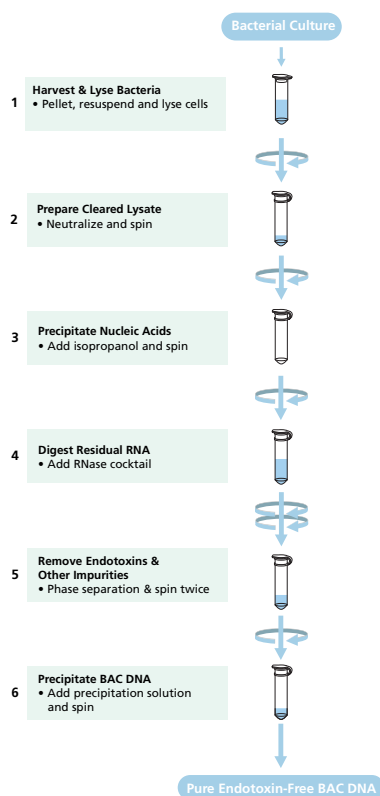 Bacterial Culture
1
Harvest & Lyse Bacteria
• Pellet, resuspend and lyse cells
2
Prepare Cleared Lysate
• Neutralize and spin
3
Precipitate Nucleic Acids
• Add isopropanol and spin
4
Digest Residual RNA
• Add RNase cocktail
5
Remove Endotoxins &
Other Impurities
• Phase separation & spin twice
6
Precipitate BAC DNA
• Add precipitation solution
and spin
Pure Endotoxin-Free BAC DNA